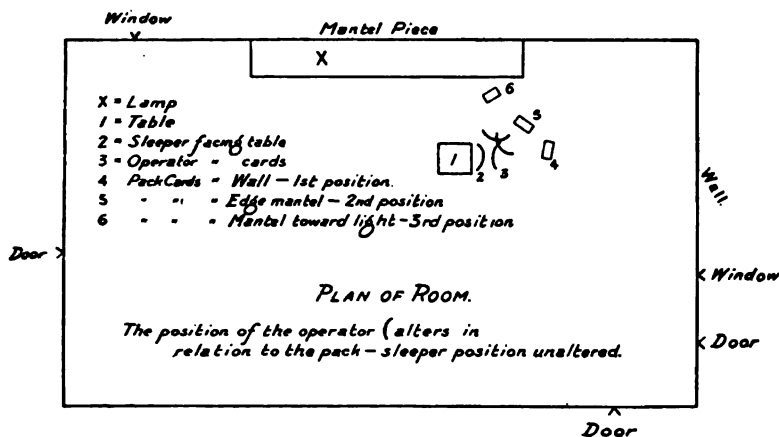 Window
Mantel Piece
X
X = Lamp
1 = Table
2 = Sleeper facing table
3 = Operator " cards
4 Pack Cards " Wall - 1st position.
5 " " " Edge mantel - 2nd position
6 " " " Mantel toward light - 3rd position
6
5
4
1
2
3
Wall.
Door
Window
PLAN OF ROOM.
The position of the operator ( alters in
relation to the pack - sleeper position unaltered.
Door
Door